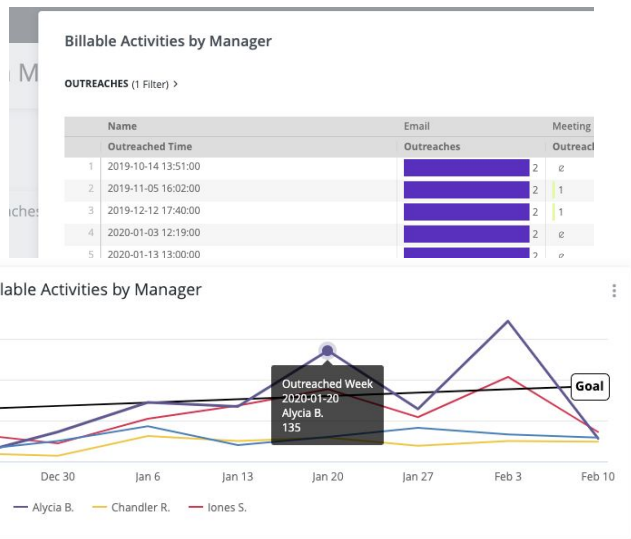 Billable Activities by Manager
M
OUTREACHES (1 Filter) >
Name Email Meeting
Outreached Time Outreaches Outreach
1 2019-10-14 13:51:00 2 ∅
2 2019-11-05 16:02:00 2 1
aches
3 2019-12-12 17:40:00 2 1
4 2020-01-03 12:19:00 2 ∅
5 2020-01-13 13:00:00 2 ∅
llable Activities by Manager
Goal
Outreached Week
2020-01-20
Alycia B.
135
Dec 30 Jan 6 Jan 13 Jan 20 Jan 27 Feb 3 Feb 10
Alycia B. Chandler R. Iones S.